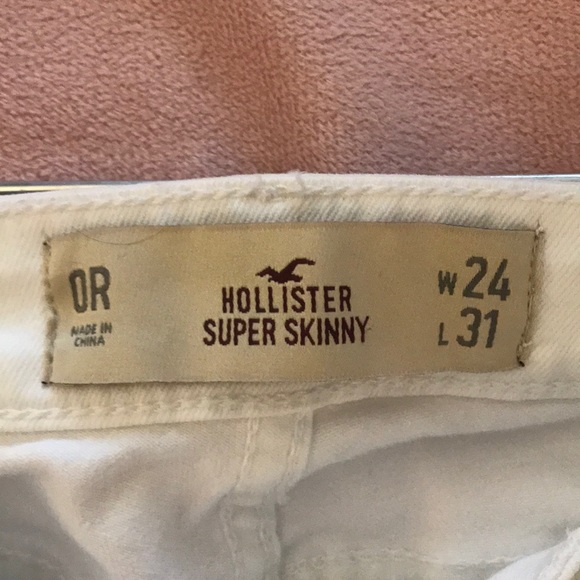 0R
MADE IN
CHINA
HOLLISTER
SUPER SKINNY
W 24
L 31